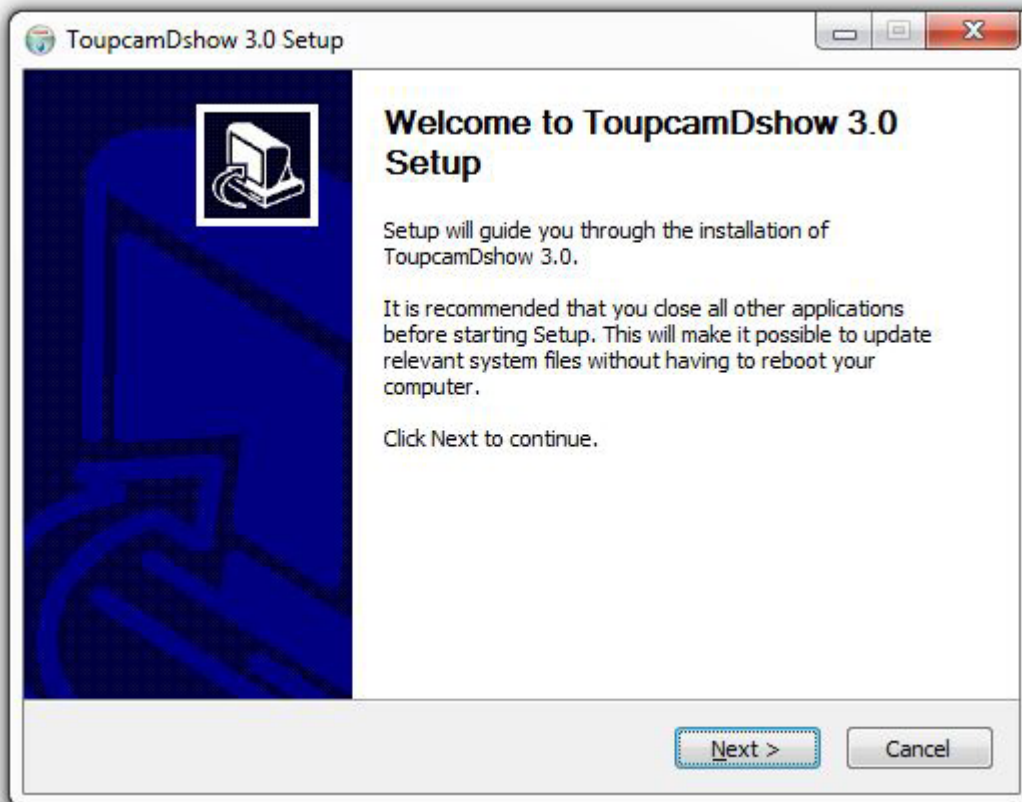 ToupcamDshow 3.0 Setup
Welcome to ToupcamDshow 3.0
Setup
Setup will guide you through the installation of
ToupcamDshow 3.0.
It is recommended that you close all other applications
before starting Setup. This will make it possible to update
relevant system files without having to reboot your
computer.
Click Next to continue.
Next >
Cancel